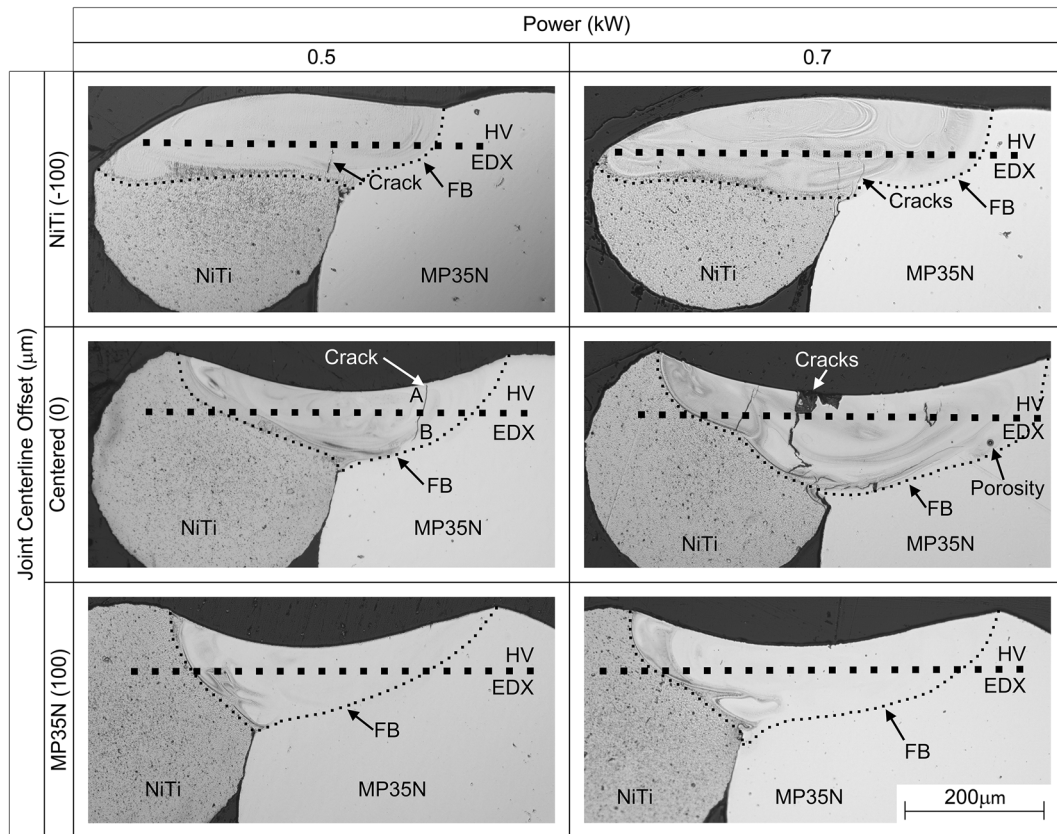 Power (kW)
0.5
0.7
Joint Centerline Offset (μm)
NiTi (-100)
HV
EDX
Crack
FB
NiTi
MP35N
HV
EDX
Cracks
FB
NiTi
MP35N
Centered (0)
Crack
A
HV
B
EDX
FB
NiTi
MP35N
Cracks
HV
EDX
Porosity
FB
NiTi
MP35N
MP35N (100)
HV
EDX
FB
NiTi
MP35N
HV
EDX
FB
NiTi
MP35N
200μm